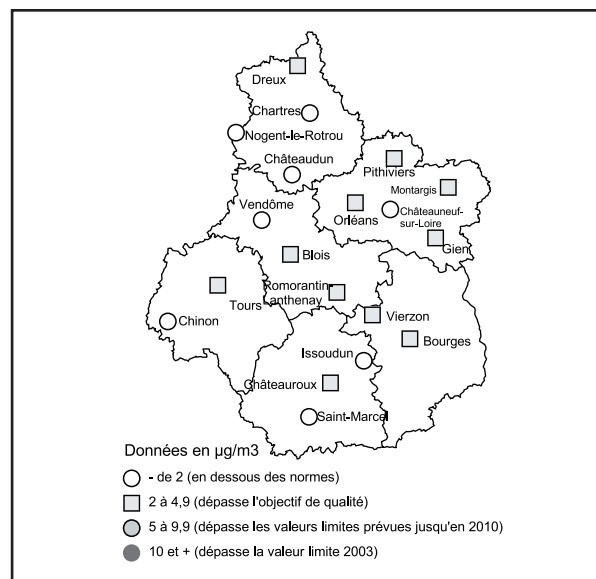 Dreux
Chartres
Nogent-le-Rotrou
Châteaudun
Pithiviers
Montargis
Vendôme
Orléans
Châteauneuf-
sur-Loire
Gien
Blois
Romorantin-
Lanthenay
Tours
Vierzon
Chinon
Bourges
Issoudun
Châteauroux
Saint-Marcel
Données en µg/m3
- de 2 (en dessous des normes)
2 à 4,9 (dépasse l'objectif de qualité)
5 à 9,9 (dépasse les valeurs limites prévues jusqu'en 2010)
10 et + (dépasse la valeur limite 2003)